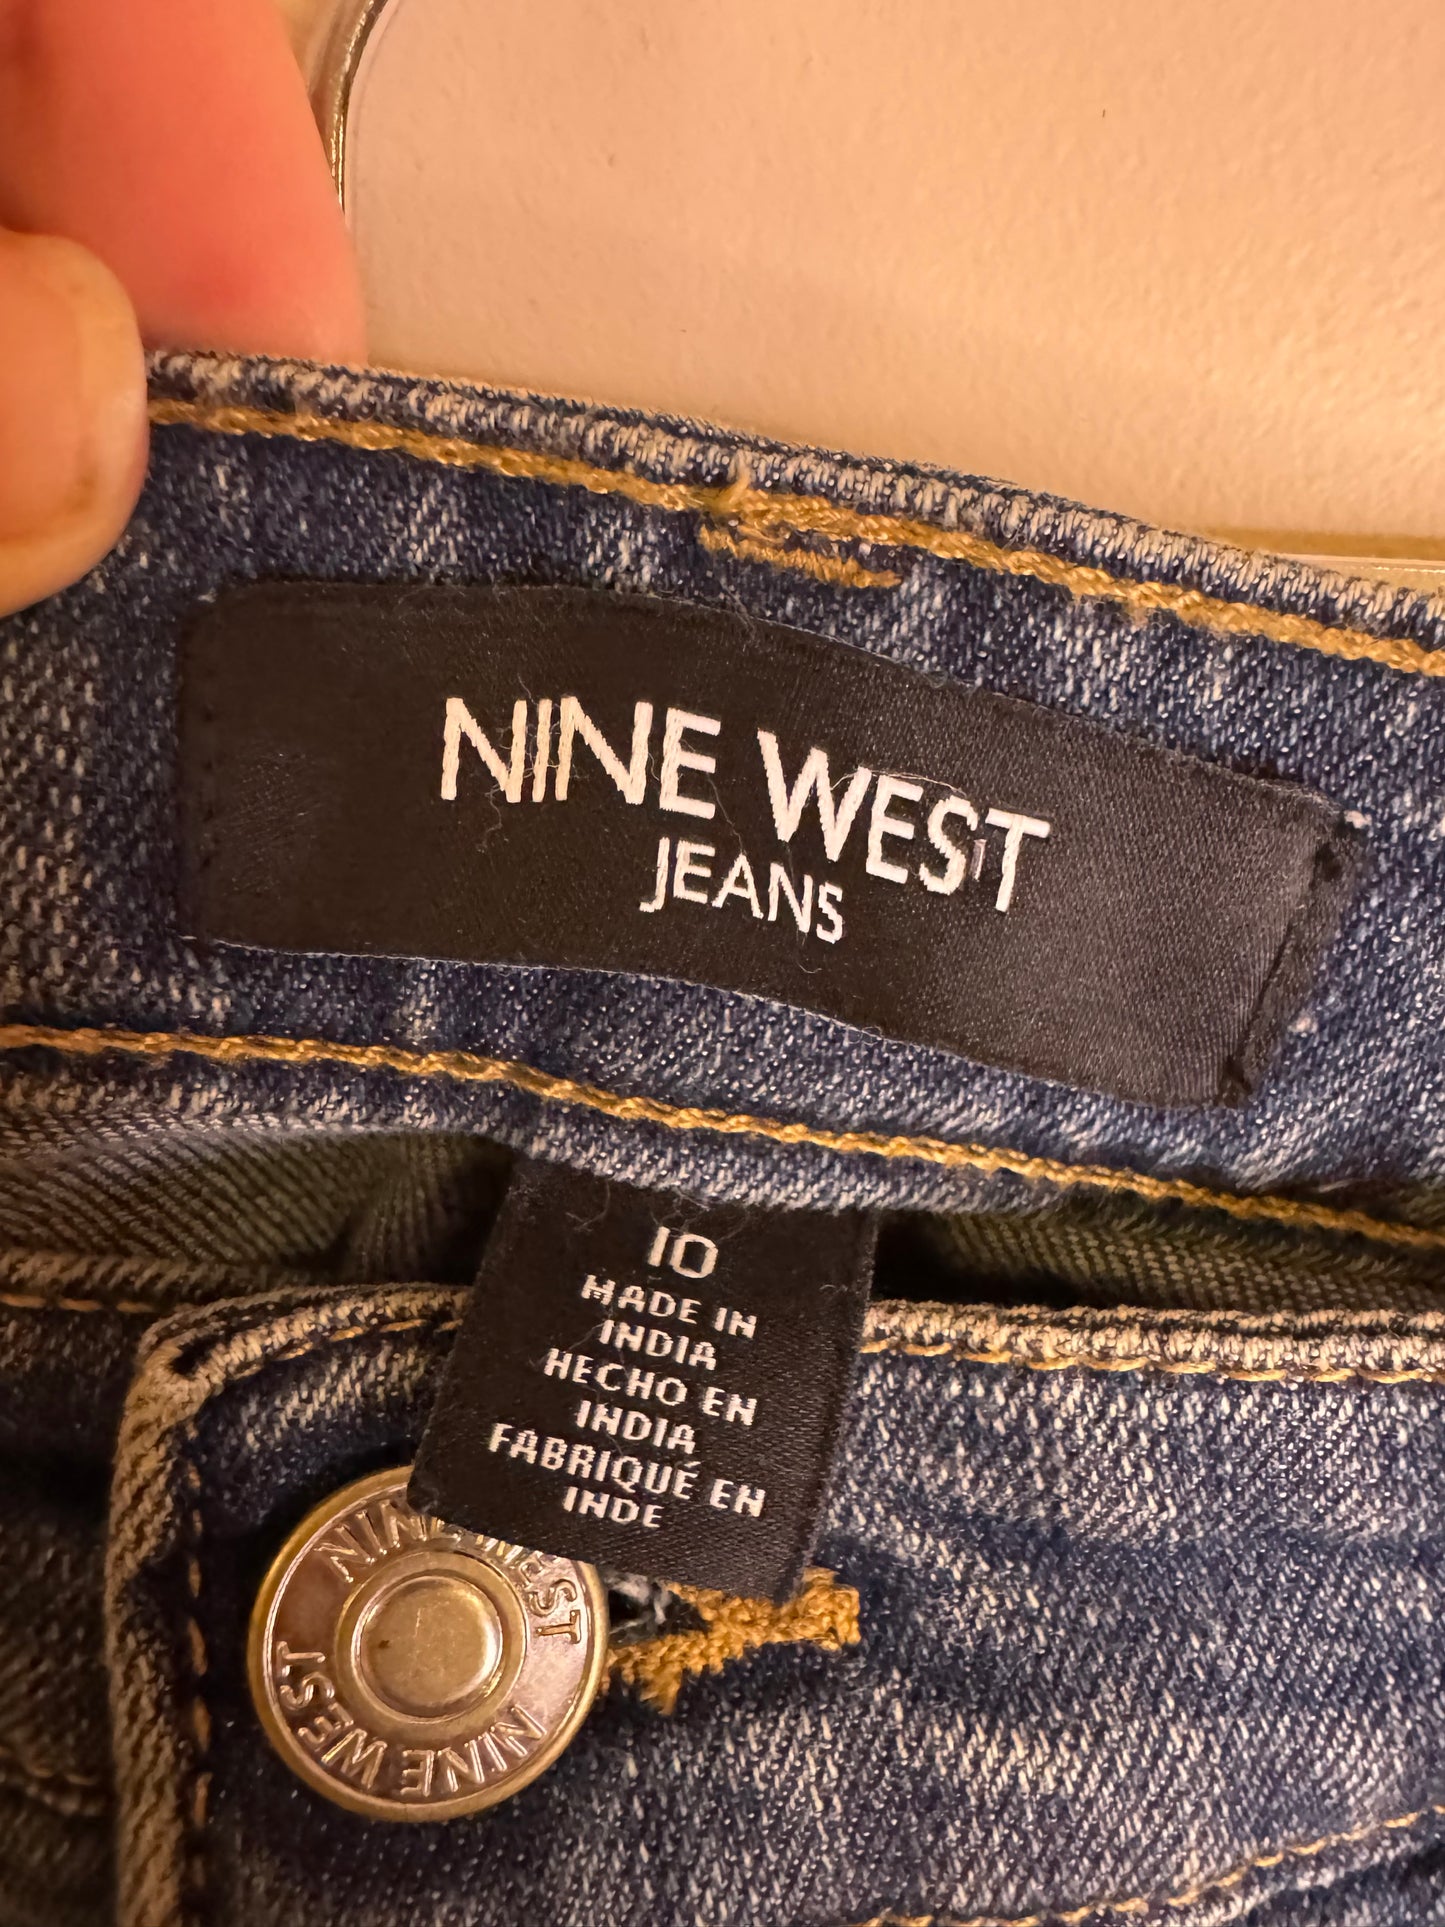 NINE WEST
JEANS
10
MADE IN
INDIA
HECHO EN
INDIA
FABRIQUÉ EN
INDE
NINE WEST
NINE WEST